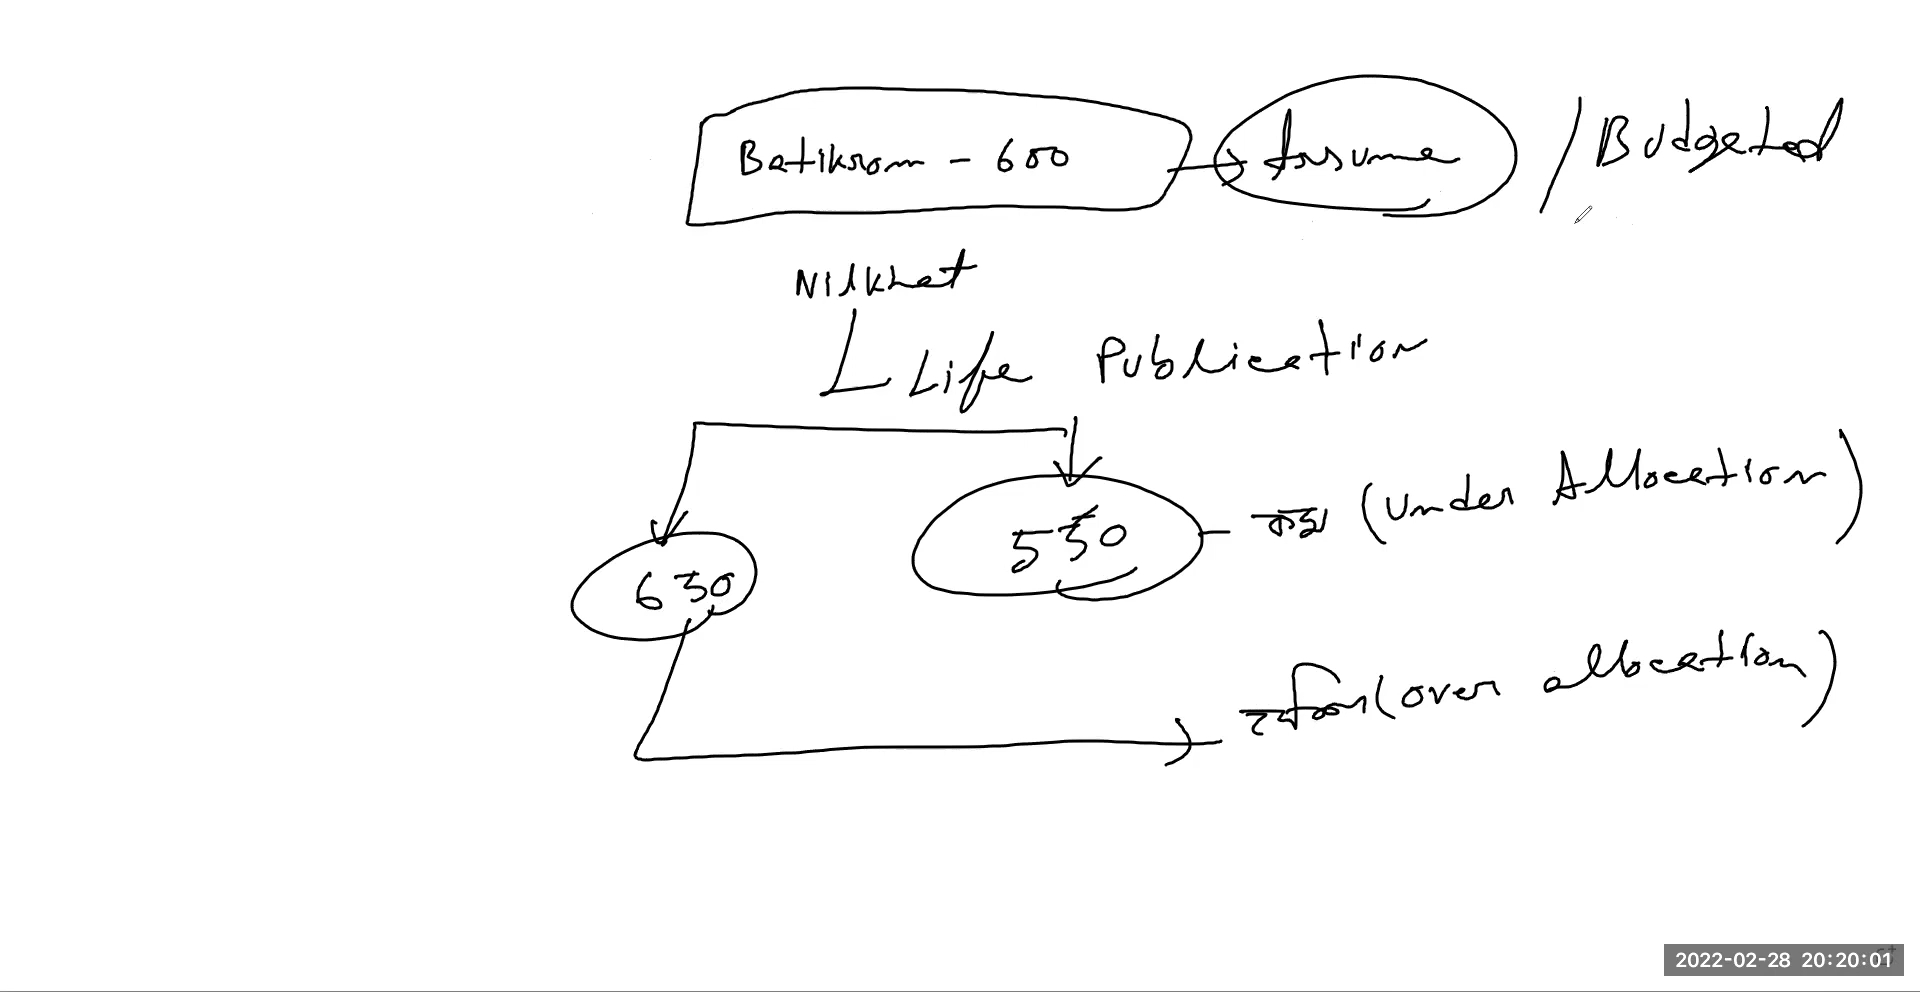 Batikrom - 600 → Assume / Budgeted
Nilkhet
Life Publication
550 - কম (under Allocation)
630
বেশি (over allocation)
2022-02-28 20:20:01